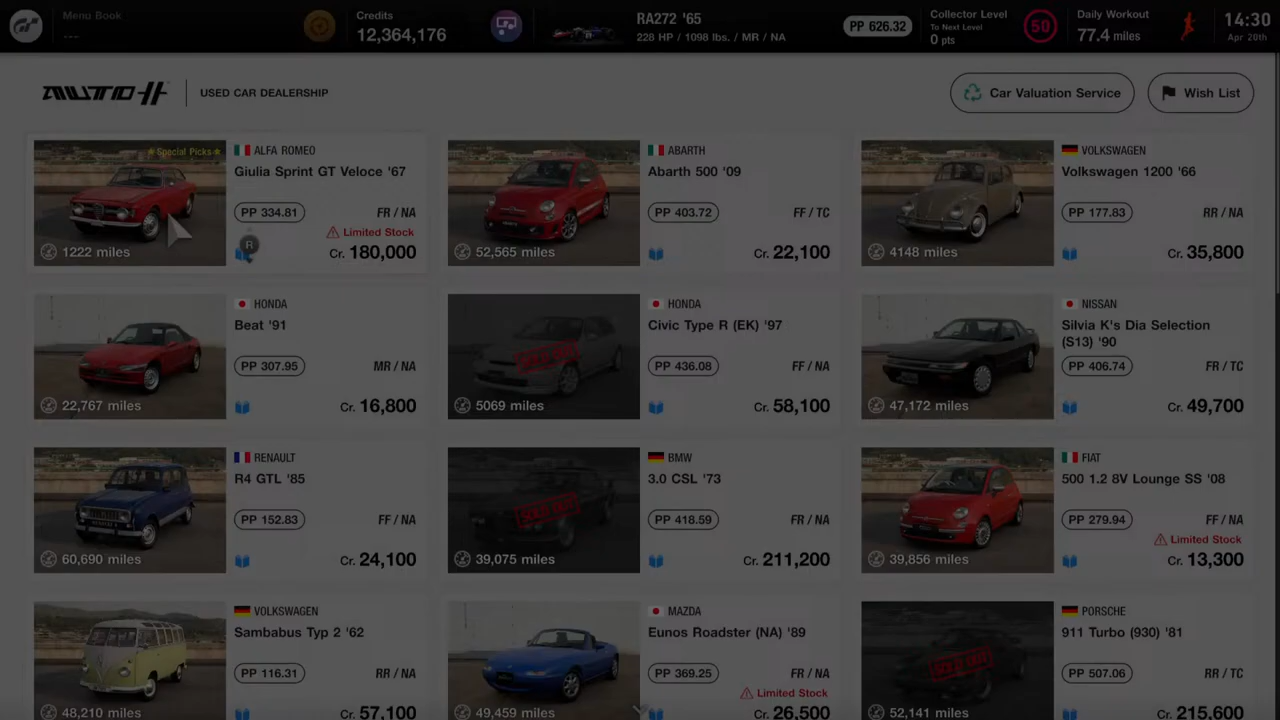 Menu Book
---
Credits
12,364,176
RA272 '65
228 HP / 1098 lbs. / MR / NA
PP 626.32
Collector Level
To Next Level
0 pts
50
Daily Workout
77.4 miles
14:30
Apr 20th
AUTO
USED CAR DEALERSHIP
Car Valuation Service
Wish List
★Special Picks★
1222 miles
ALFA ROMEO
Giulia Sprint GT Veloce '67
PP 334.81
FR / NA
Limited Stock
R
Cr. 180,000
52,565 miles
ABARTH
Abarth 500 '09
PP 403.72
FF / TC
Cr. 22,100
4148 miles
VOLKSWAGEN
Volkswagen 1200 '66
PP 177.83
RR / NA
Cr. 35,800
22,767 miles
HONDA
Beat '91
PP 307.95
MR / NA
Cr. 16,800
SOLD OUT
5069 miles
HONDA
Civic Type R (EK) '97
PP 436.08
FF / NA
Cr. 58,100
47,172 miles
NISSAN
Silvia K's Dia Selection
(S13) '90
PP 406.74
FR / TC
Cr. 49,700
60,690 miles
RENAULT
R4 GTL '85
PP 152.83
FF / NA
Cr. 24,100
SOLD OUT
39,075 miles
BMW
3.0 CSL '73
PP 418.59
FR / NA
Cr. 211,200
39,856 miles
FIAT
500 1.2 8V Lounge SS '08
PP 279.94
FF / NA
Limited Stock
Cr. 13,300
48,210 miles
VOLKSWAGEN
Sambabus Typ 2 '62
PP 116.31
RR / NA
Cr. 57,100
49,459 miles
MAZDA
Eunos Roadster (NA) '89
PP 369.25
FR / NA
Limited Stock
Cr. 26,500
SOLD OUT
52,141 miles
PORSCHE
911 Turbo (930) '81
PP 507.06
RR / TC
Cr. 215,600